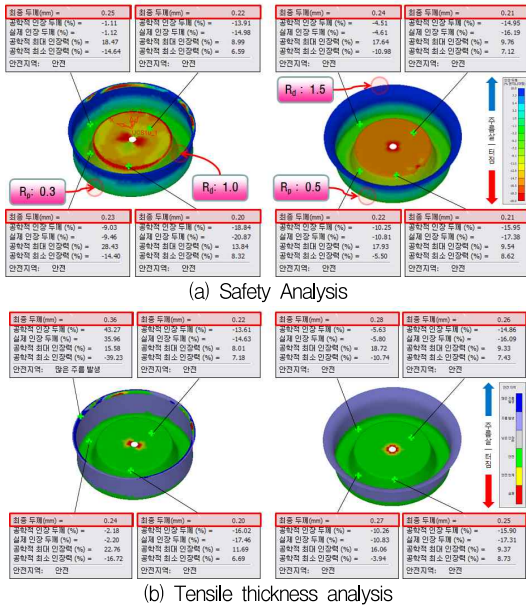 최종 두께(mm) = 0.25
공학적 인장 두께 (%) = -1.11
실제 인장 두께 (%) = -1.12
공학적 최대 인장력 (%) = 18.47
공학적 최소 인장력 (%) = -14.64
안전지역: 안전
최종 두께(mm) = 0.22
공학적 인장 두께 (%) = -13.91
실제 인장 두께 (%) = -14.98
공학적 최대 인장력 (%) = 8.99
공학적 최소 인장력 (%) = 6.59
안전지역: 안전
최종 두께(mm) = 0.24
공학적 인장 두께 (%) = -4.51
실제 인장 두께 (%) = -4.61
공학적 최대 인장력 (%) = 17.64
공학적 최소 인장력 (%) = -10.98
안전지역: 안전
최종 두께(mm) = 0.21
공학적 인장 두께 (%) = -14.95
실제 인장 두께 (%) = -16.19
공학적 최대 인장력 (%) = 9.76
공학적 최소 인장력 (%) = 7.12
안전지역: 안전
Rp: 0.3
Rd: 1.0
Rd : 1.5
Rp : 0.5
주름살 | 터짐
최종 두께(mm) = 0.23
공학적 인장 두께 (%) = -9.03
실제 인장 두께 (%) = -9.46
공학적 최대 인장력 (%) = 28.43
공학적 최소 인장력 (%) = -14.40
안전지역: 안전
최종 두께(mm) = 0.20
공학적 인장 두께 (%) = -18.84
실제 인장 두께 (%) = -20.87
공학적 최대 인장력 (%) = 13.84
공학적 최소 인장력 (%) = 8.32
안전지역: 안전
최종 두께(mm) = 0.22
공학적 인장 두께 (%) = -10.25
실제 인장 두께 (%) = -10.81
공학적 최대 인장력 (%) = 17.93
공학적 최소 인장력 (%) = -5.50
안전지역: 안전
최종 두께(mm) = 0.21
공학적 인장 두께 (%) = -15.95
실제 인장 두께 (%) = -17.38
공학적 최대 인장력 (%) = 9.54
공학적 최소 인장력 (%) = 8.62
안전지역: 안전
(a) Safety Analysis
최종 두께(mm) = 0.36
공학적 인장 두께 (%) = 43.27
실제 인장 두께 (%) = 35.96
공학적 최대 인장력 (%) = 15.58
공학적 최소 인장력 (%) = -39.23
안전지역: 많은 주름 발생
최종 두께(mm) = 0.22
공학적 인장 두께 (%) = -13.61
실제 인장 두께 (%) = -14.63
공학적 최대 인장력 (%) = 8.01
공학적 최소 인장력 (%) = 7.18
안전지역: 안전
최종 두께(mm) = 0.28
공학적 인장 두께 (%) = -5.63
실제 인장 두께 (%) = -5.80
공학적 최대 인장력 (%) = 18.72
공학적 최소 인장력 (%) = -10.74
안전지역: 안전
최종 두께(mm) = 0.26
공학적 인장 두께 (%) = -14.86
실제 인장 두께 (%) = -16.09
공학적 최대 인장력 (%) = 9.33
공학적 최소 인장력 (%) = 7.43
안전지역: 안전
주름살 | 터짐
최종 두께(mm) = 0.24
공학적 인장 두께 (%) = -2.18
실제 인장 두께 (%) = -2.20
공학적 최대 인장력 (%) = 22.76
공학적 최소 인장력 (%) = -16.72
안전지역: 안전
최종 두께(mm) = 0.20
공학적 인장 두께 (%) = -16.02
실제 인장 두께 (%) = -17.46
공학적 최대 인장력 (%) = 11.69
공학적 최소 인장력 (%) = 6.69
안전지역: 안전
최종 두께(mm) = 0.27
공학적 인장 두께 (%) = -10.26
실제 인장 두께 (%) = -10.83
공학적 최대 인장력 (%) = 16.06
공학적 최소 인장력 (%) = -3.94
안전지역: 안전
최종 두께(mm) = 0.25
공학적 인장 두께 (%) = -15.90
실제 인장 두께 (%) = -17.31
공학적 최대 인장력 (%) = 9.37
공학적 최소 인장력 (%) = 8.73
안전지역: 안전
(b) Tensile thickness analysis